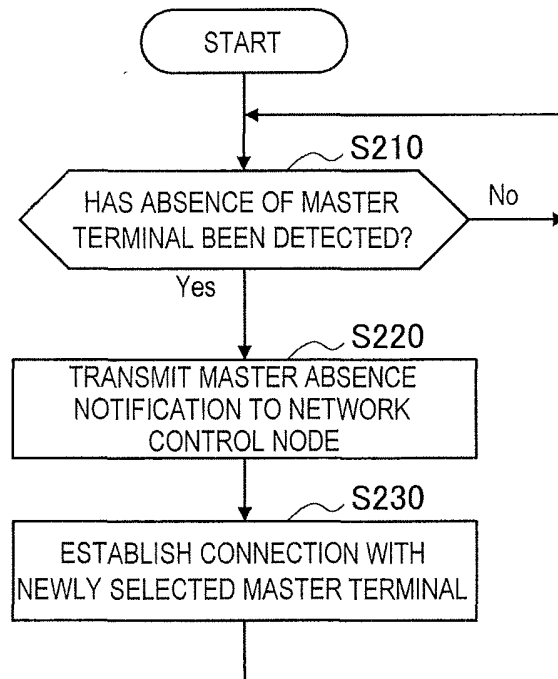 START
S210
HAS ABSENCE OF MASTER
TERMINAL BEEN DETECTED?
No
Yes
S220
TRANSMIT MASTER ABSENCE
NOTIFICATION TO NETWORK
CONTROL NODE
S230
ESTABLISH CONNECTION WITH
NEWLY SELECTED MASTER TERMINAL